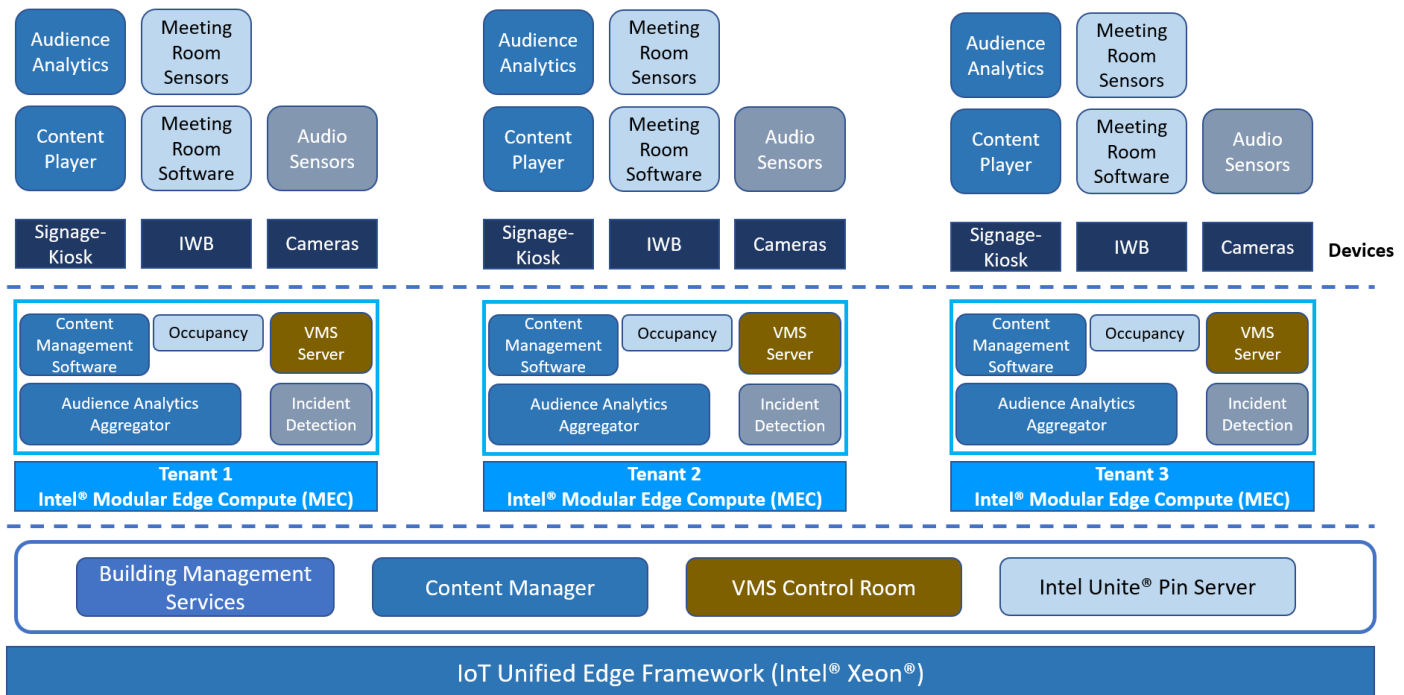 Audience
Analytics
Meeting
Room
Sensors
Audience
Analytics
Meeting
Room
Sensors
Audience
Analytics
Meeting
Room
Sensors
Content
Player
Meeting
Room
Software
Audio
Sensors
Content
Player
Meeting
Room
Software
Audio
Sensors
Content
Player
Meeting
Room
Software
Audio
Sensors
Signage-
Kiosk
IWB
Cameras
Signage-
Kiosk
IWB
Cameras
Signage-
Kiosk
IWB
Cameras
Devices
Content
Management
Software
Occupancy
VMS
Server
Audience Analytics
Aggregator
Incident
Detection
Content
Management
Software
Occupancy
VMS
Server
Audience Analytics
Aggregator
Incident
Detection
Content
Management
Software
Occupancy
VMS
Server
Audience Analytics
Aggregator
Incident
Detection
Tenant 1
Intel® Modular Edge Compute (MEC)
Tenant 2
Intel® Modular Edge Compute (MEC)
Tenant 3
Intel® Modular Edge Compute (MEC)
Building Management
Services
Content Manager
VMS Control Room
Intel Unite® Pin Server
IoT Unified Edge Framework (Intel® Xeon®)